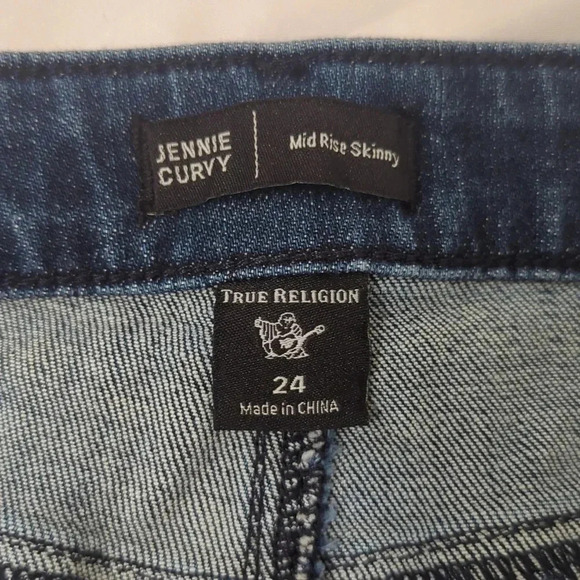 JENNIE
CURVY
Mid Rise Skinny
TRUE RELIGION
24
Made in CHINA